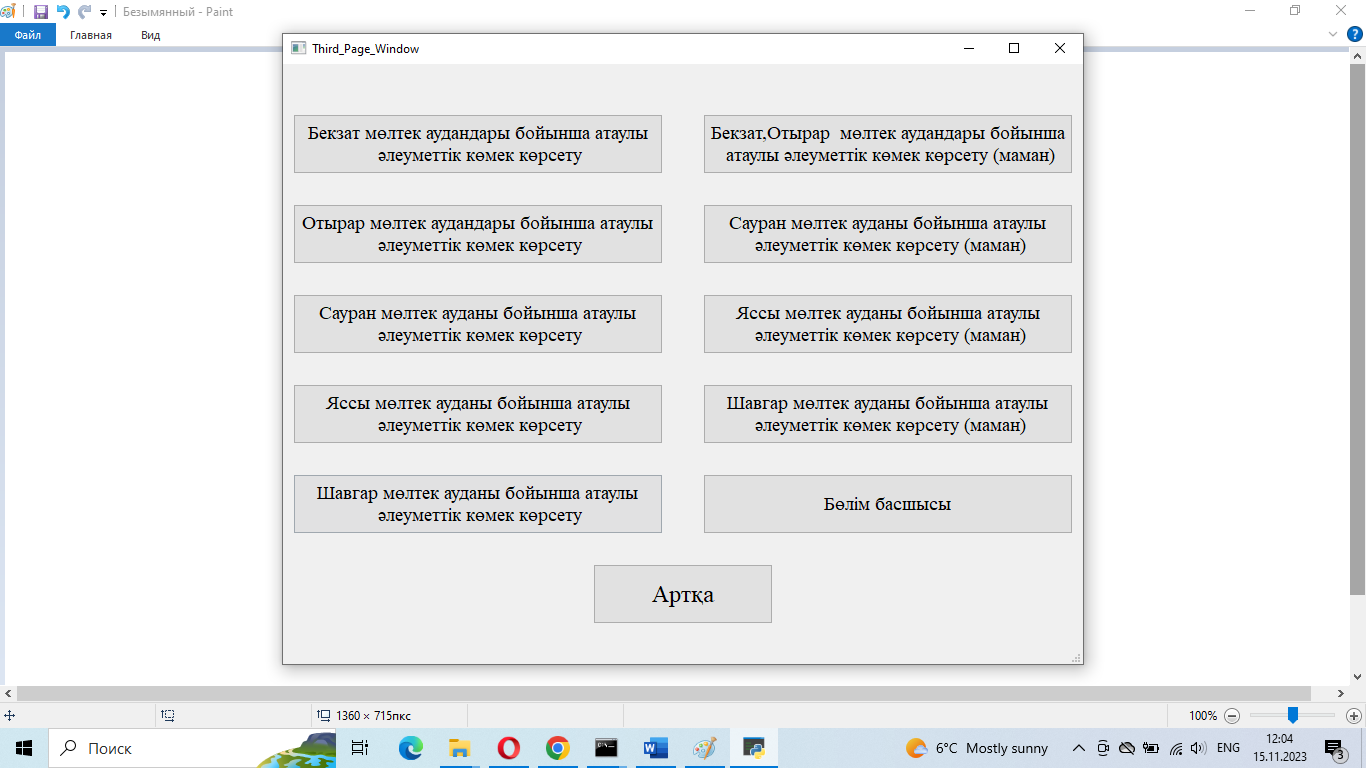 Безымянный - Paint
Файл Главная Вид
Third_Page_Window
Бекзат мөлтек аудандары бойынша атаулы
әлеуметтік көмек көрсету
Бекзат,Отырар  мөлтек аудандары бойынша
атаулы әлеуметтік көмек көрсету (маман)
Отырар мөлтек аудандары бойынша атаулы
әлеуметтік көмек көрсету
Сауран мөлтек ауданы бойынша атаулы
әлеуметтік көмек көрсету (маман)
Сауран мөлтек ауданы бойынша атаулы
әлеуметтік көмек көрсету
Яссы мөлтек ауданы бойынша атаулы
әлеуметтік көмек көрсету (маман)
Яссы мөлтек ауданы бойынша атаулы
әлеуметтік көмек көрсету
Шавгар мөлтек ауданы бойынша атаулы
әлеуметтік көмек көрсету (маман)
Шавгар мөлтек ауданы бойынша атаулы
әлеуметтік көмек көрсету
Бөлім басшысы
Артқа
1360 × 715пкс
100%
Поиск
6°C Mostly sunny
ENG
12:04
15.11.2023
3